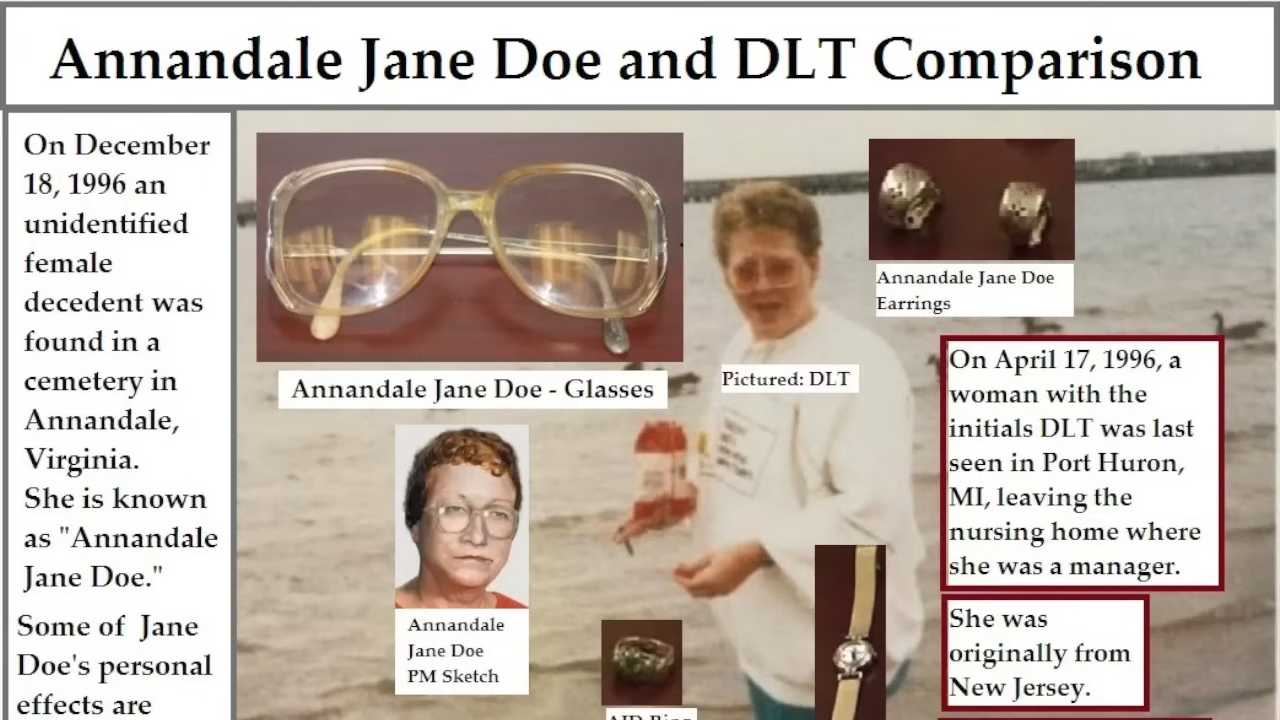 Annandale Jane Doe and DLT Comparison
On December
18, 1996 an
unidentified
female
decedent was
found in a
cemetery in
Annandale,
Virginia.
She is known
as "Annandale
Jane Doe."
Some of Jane
Doe's personal
effects are
Annandale Jane Doe - Glasses
Annandale
Jane Doe
PM Sketch
Pictured: DLT
AJD Ring
Annandale Jane Doe
Earrings
On April 17, 1996, a
woman with the
initials DLT was last
seen in Port Huron,
MI, leaving the
nursing home where
she was a manager.
She was
originally from
New Jersey.